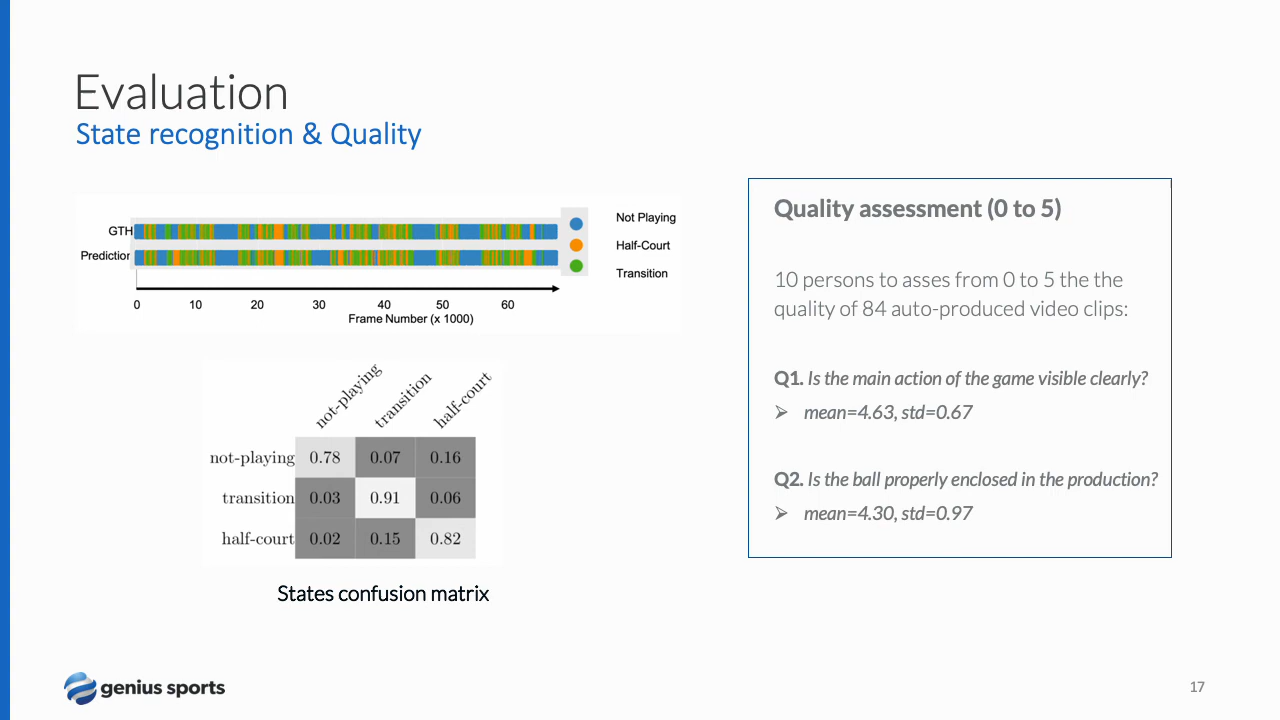 Evaluation
State recognition & Quality
GTH
Prediction
Not Playing
Half-Court
Transition
0 10 20 30 40 50 60
Frame Number (x 1000)
not-playing transition half-court
not-playing 0.78 0.07 0.16
transition 0.03 0.91 0.06
half-court 0.02 0.15 0.82
States confusion matrix
Quality assessment (0 to 5)
10 persons to asses from 0 to 5 the the
quality of 84 auto-produced video clips:
Q1. Is the main action of the game visible clearly?
➢ mean=4.63, std=0.67
Q2. Is the ball properly enclosed in the production?
➢ mean=4.30, std=0.97
genius sports
17